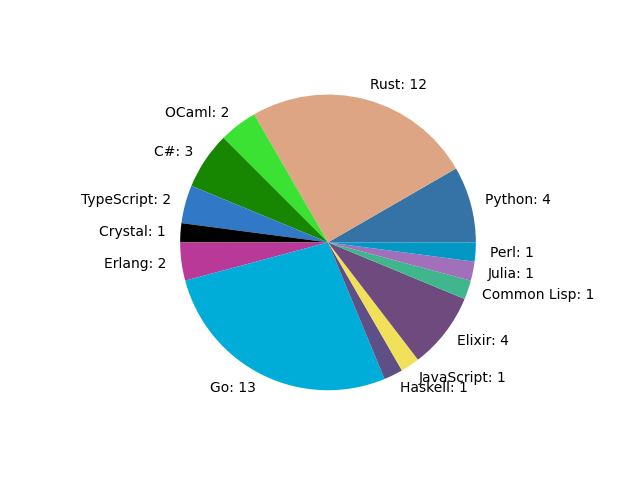 Rust: 12
OCaml: 2
C#: 3
TypeScript: 2
Python: 4
Crystal: 1
Perl: 1
Erlang: 2
Julia: 1
Common Lisp: 1
Elixir: 4
JavaScript: 1
Go: 13
Haskell: 1